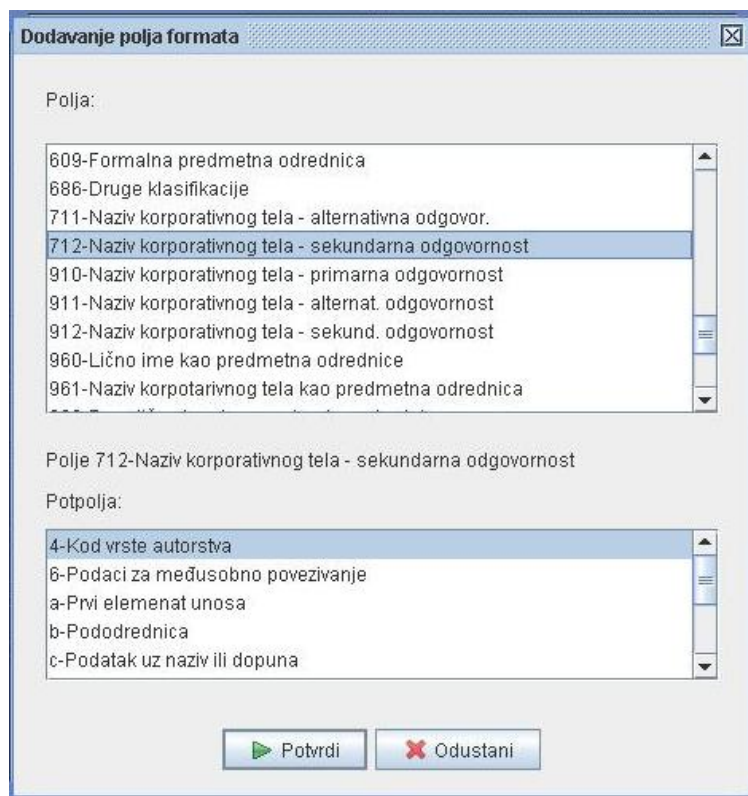 Dodavanje polja formata
Polja:
609-Formalna predmetna odrednica
686-Druge klasifikacije
711-Naziv korporativnog tela - alternativna odgovor.
712-Naziv korporativnog tela - sekundarna odgovornost
910-Naziv korporativnog tela - primarna odgovornost
911-Naziv korporativnog tela - alternat. odgovornost
912-Naziv korporativnog tela - sekund. odgovornost
960-Lično ime kao predmetna odrednice
961-Naziv korpotarivnog tela kao predmetna odrednica
Polje 712-Naziv korporativnog tela - sekundarna odgovornost
Potpolja:
4-Kod vrste autorstva
6-Podaci za međusobno povezivanje
a-Prvi elemenat unosa
b-Pododrednica
c-Podatak uz naziv ili dopuna
Potvrdi
Odustani